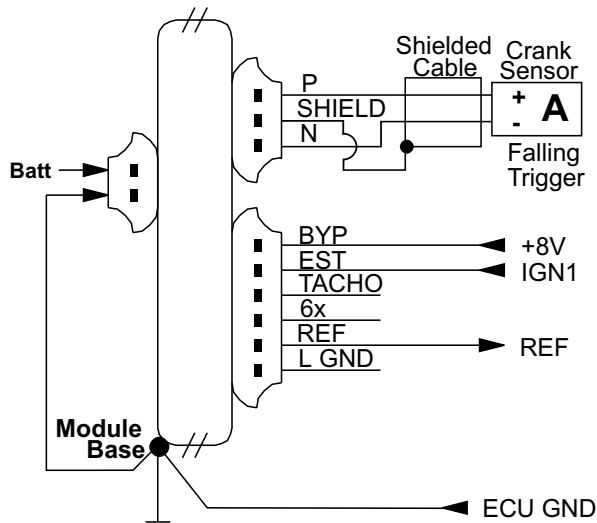 Shielded
Cable
Crank
Sensor
P
SHIELD
N
+
-
A
Falling
Trigger
Batt
BYP
+8V
EST
IGN1
TACHO
6x
REF
REF
L GND
Module
Base
ECU GND